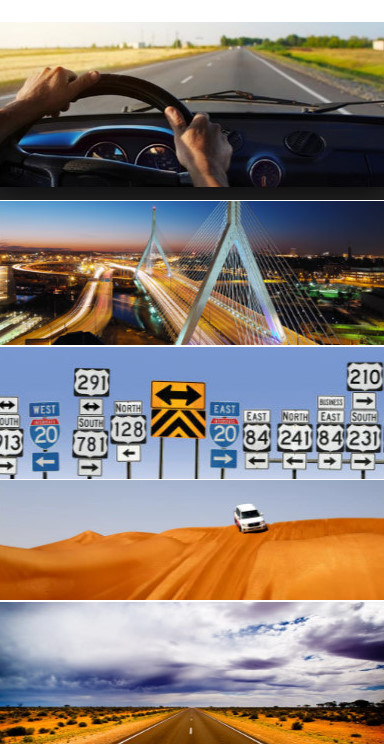 OUTH
913
WEST
20
291
SOUTH
781
NORTH
128
EAST
20
EAST
84
NORTH
241
BUSINESS
EAST
84
210
SOUTH
231